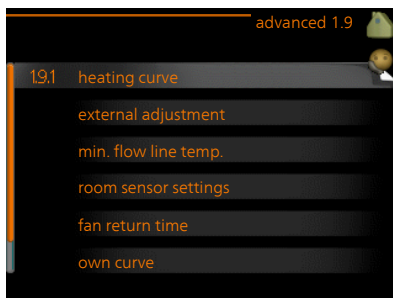 advanced 1.9
1.9.1 heating curve
external adjustment
min. flow line temp.
room sensor settings
fan return time
own curve